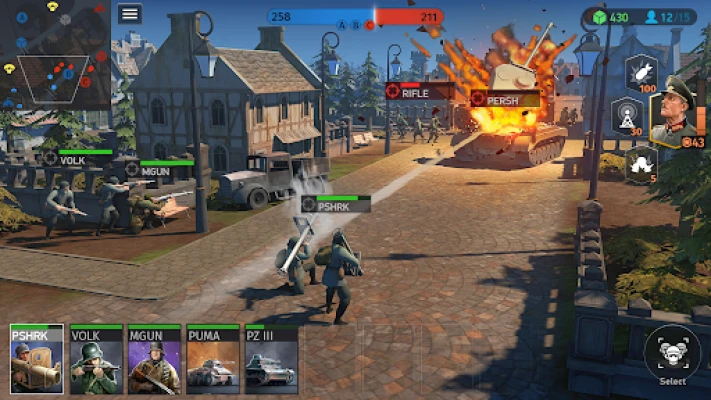 258
A B C
211
430
12/15
100
30
43
5
RIFLE
PERSH
VOLK
MGUN
PSHRK
PSHRK
VOLK
MGUN
PUMA
PZ III
Select